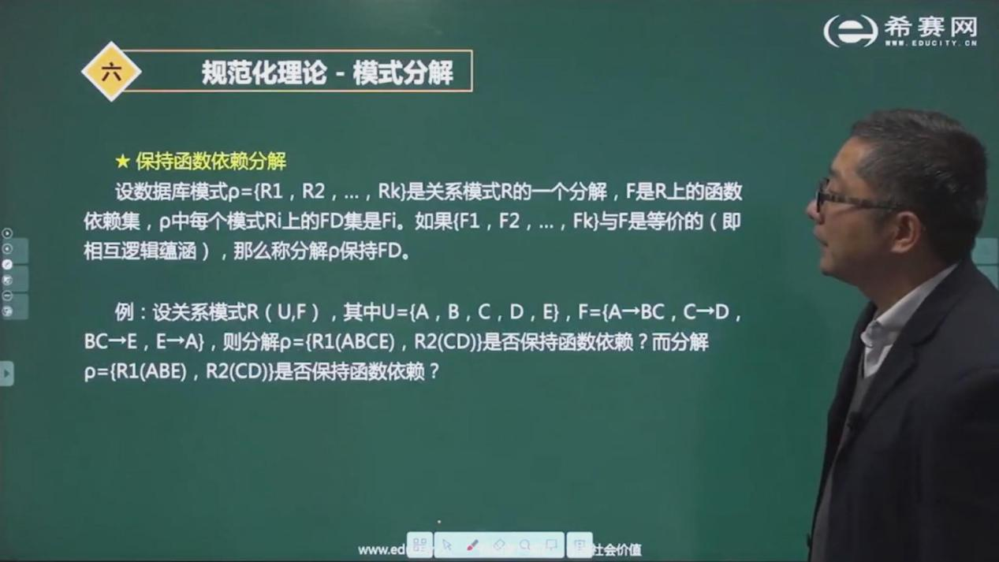 希赛网
WWW.EDUCITY.CN
六
规范化理论 - 模式分解
★ 保持函数依赖分解
设数据库模式ρ={R1，R2，...，Rk}是关系模式R的一个分解，F是R上的函数
依赖集，ρ中每个模式Ri上的FD集是Fi。如果{F1，F2，...，Fk}与F是等价的（即
相互逻辑蕴涵），那么称分解ρ保持FD。
例：设关系模式R（U,F），其中U={A，B，C，D，E}，F={A→BC，C→D，
BC→E，E→A}，则分解ρ={R1(ABCE)，R2(CD)}是否保持函数依赖？而分解
ρ={R1(ABE)，R2(CD)}是否保持函数依赖？
www.edu 社会价值